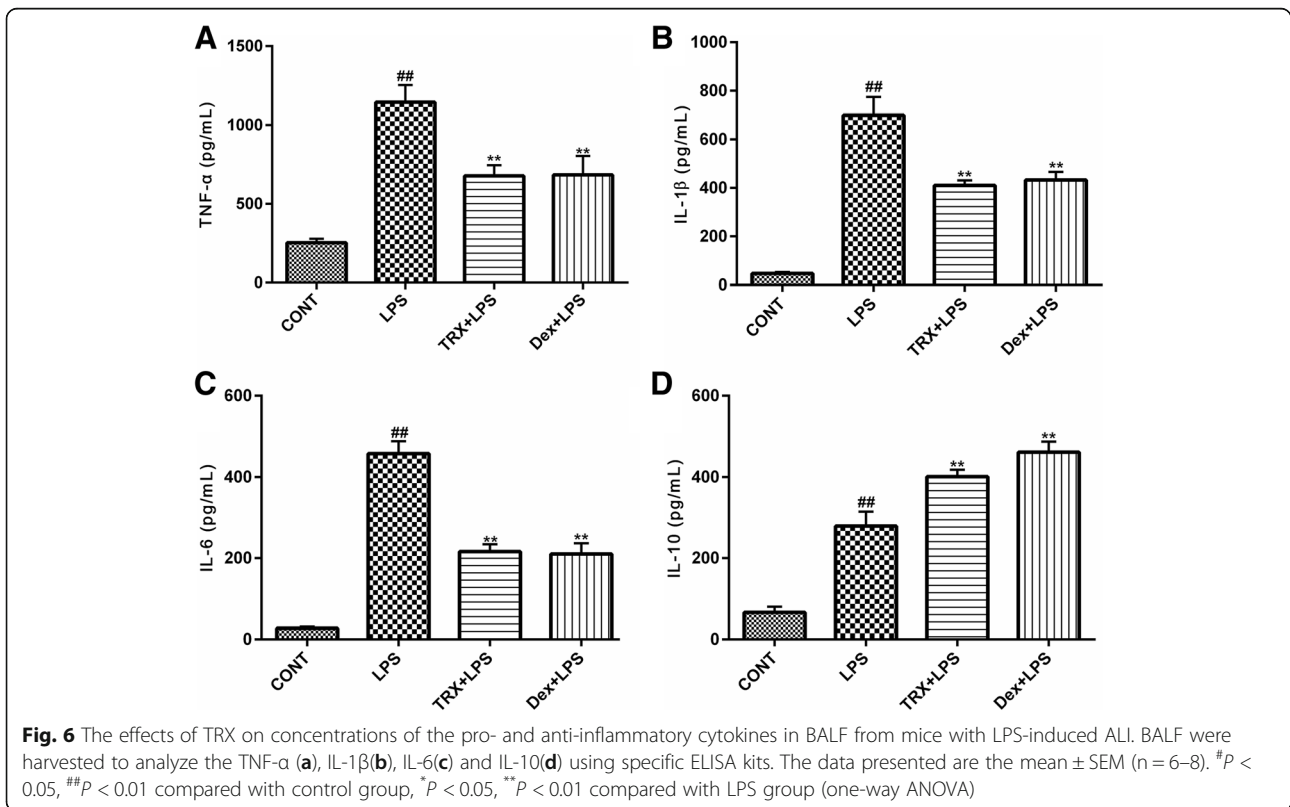 A
1500
1000
500
0
TNF-α (pg/mL)
##
**
**
CONT
LPS
TRX+LPS
Dex+LPS
B
1000
800
600
400
200
0
IL-1β (pg/mL)
##
**
**
CONT
LPS
TRX+LPS
Dex+LPS
C
600
400
200
0
IL-6 (pg/mL)
##
**
**
CONT
LPS
TRX+LPS
Dex+LPS
D
600
400
200
0
IL-10 (pg/mL)
##
**
**
CONT
LPS
TRX+LPS
Dex+LPS
Fig. 6 The effects of TRX on concentrations of the pro- and anti-inflammatory cytokines in BALF from mice with LPS-induced ALI. BALF were
harvested to analyze the TNF-α (a), IL-1β(b), IL-6(c) and IL-10(d) using specific ELISA kits. The data presented are the mean ± SEM (n = 6–8). #P <
0.05, ##P < 0.01 compared with control group, *P < 0.05, **P < 0.01 compared with LPS group (one-way ANOVA)